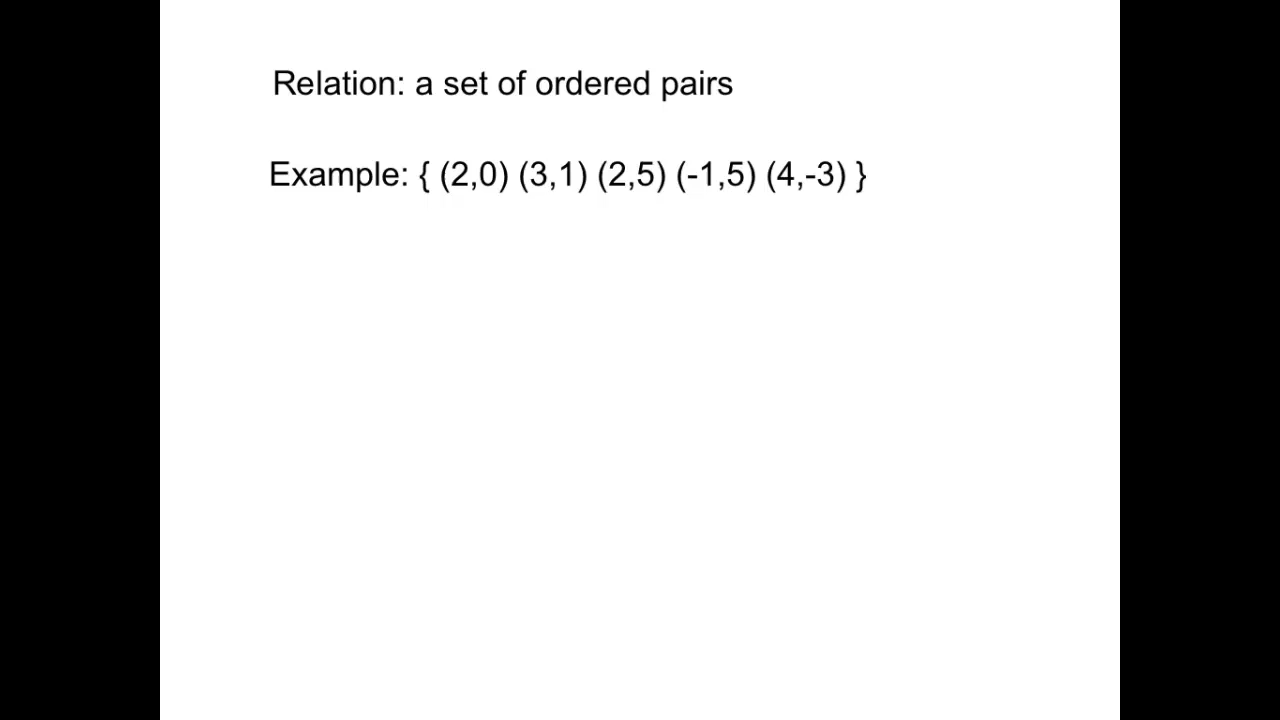 Relation: a set of ordered pairs
Example: { (2,0) (3,1) (2,5) (-1,5) (4,-3) }